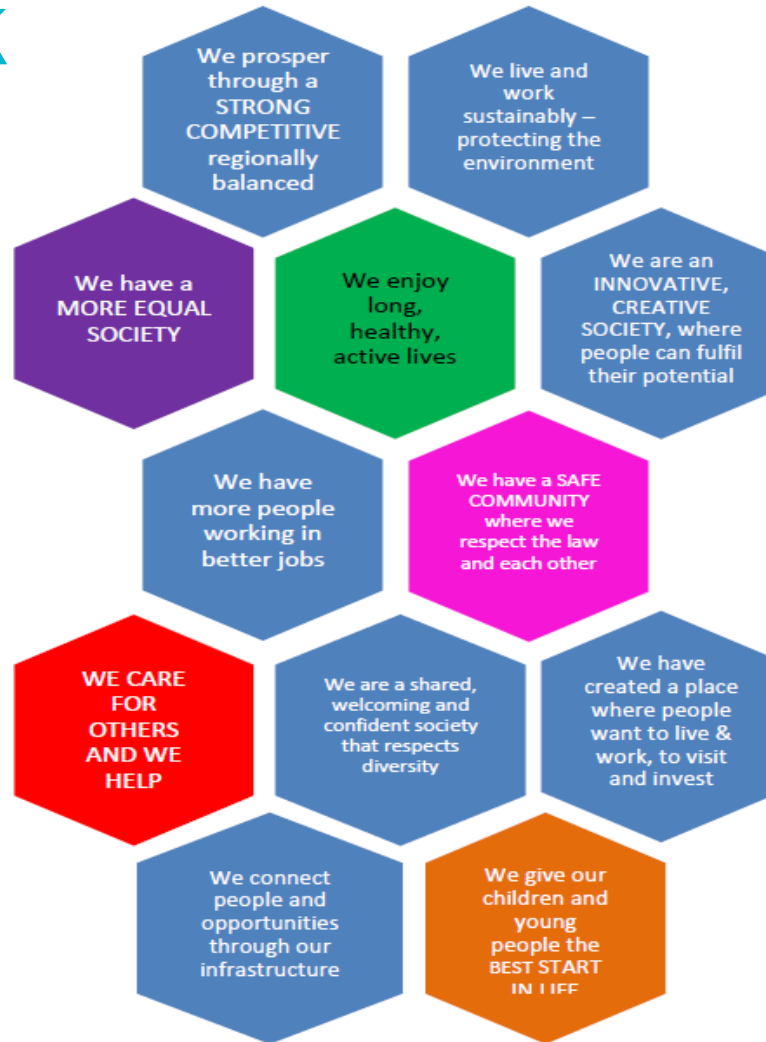 We prosper
through a
STRONG
COMPETITIVE
regionally
balanced
We live and
work
sustainably –
protecting the
environment
We have a
MORE EQUAL
SOCIETY
We enjoy
long,
healthy,
active lives
We are an
INNOVATIVE,
CREATIVE
SOCIETY, where
people can fulfil
their potential
We have
more people
working in
better jobs
We have a SAFE
COMMUNITY
where we
respect the law
and each other
WE CARE
FOR
OTHERS
AND WE
HELP
We are a shared,
welcoming and
confident society
that respects
diversity
We have
created a place
where people
want to live &
work, to visit
and invest
We connect
people and
opportunities
through our
infrastructure
We give our
children and
young
people the
BEST START
IN LIFE